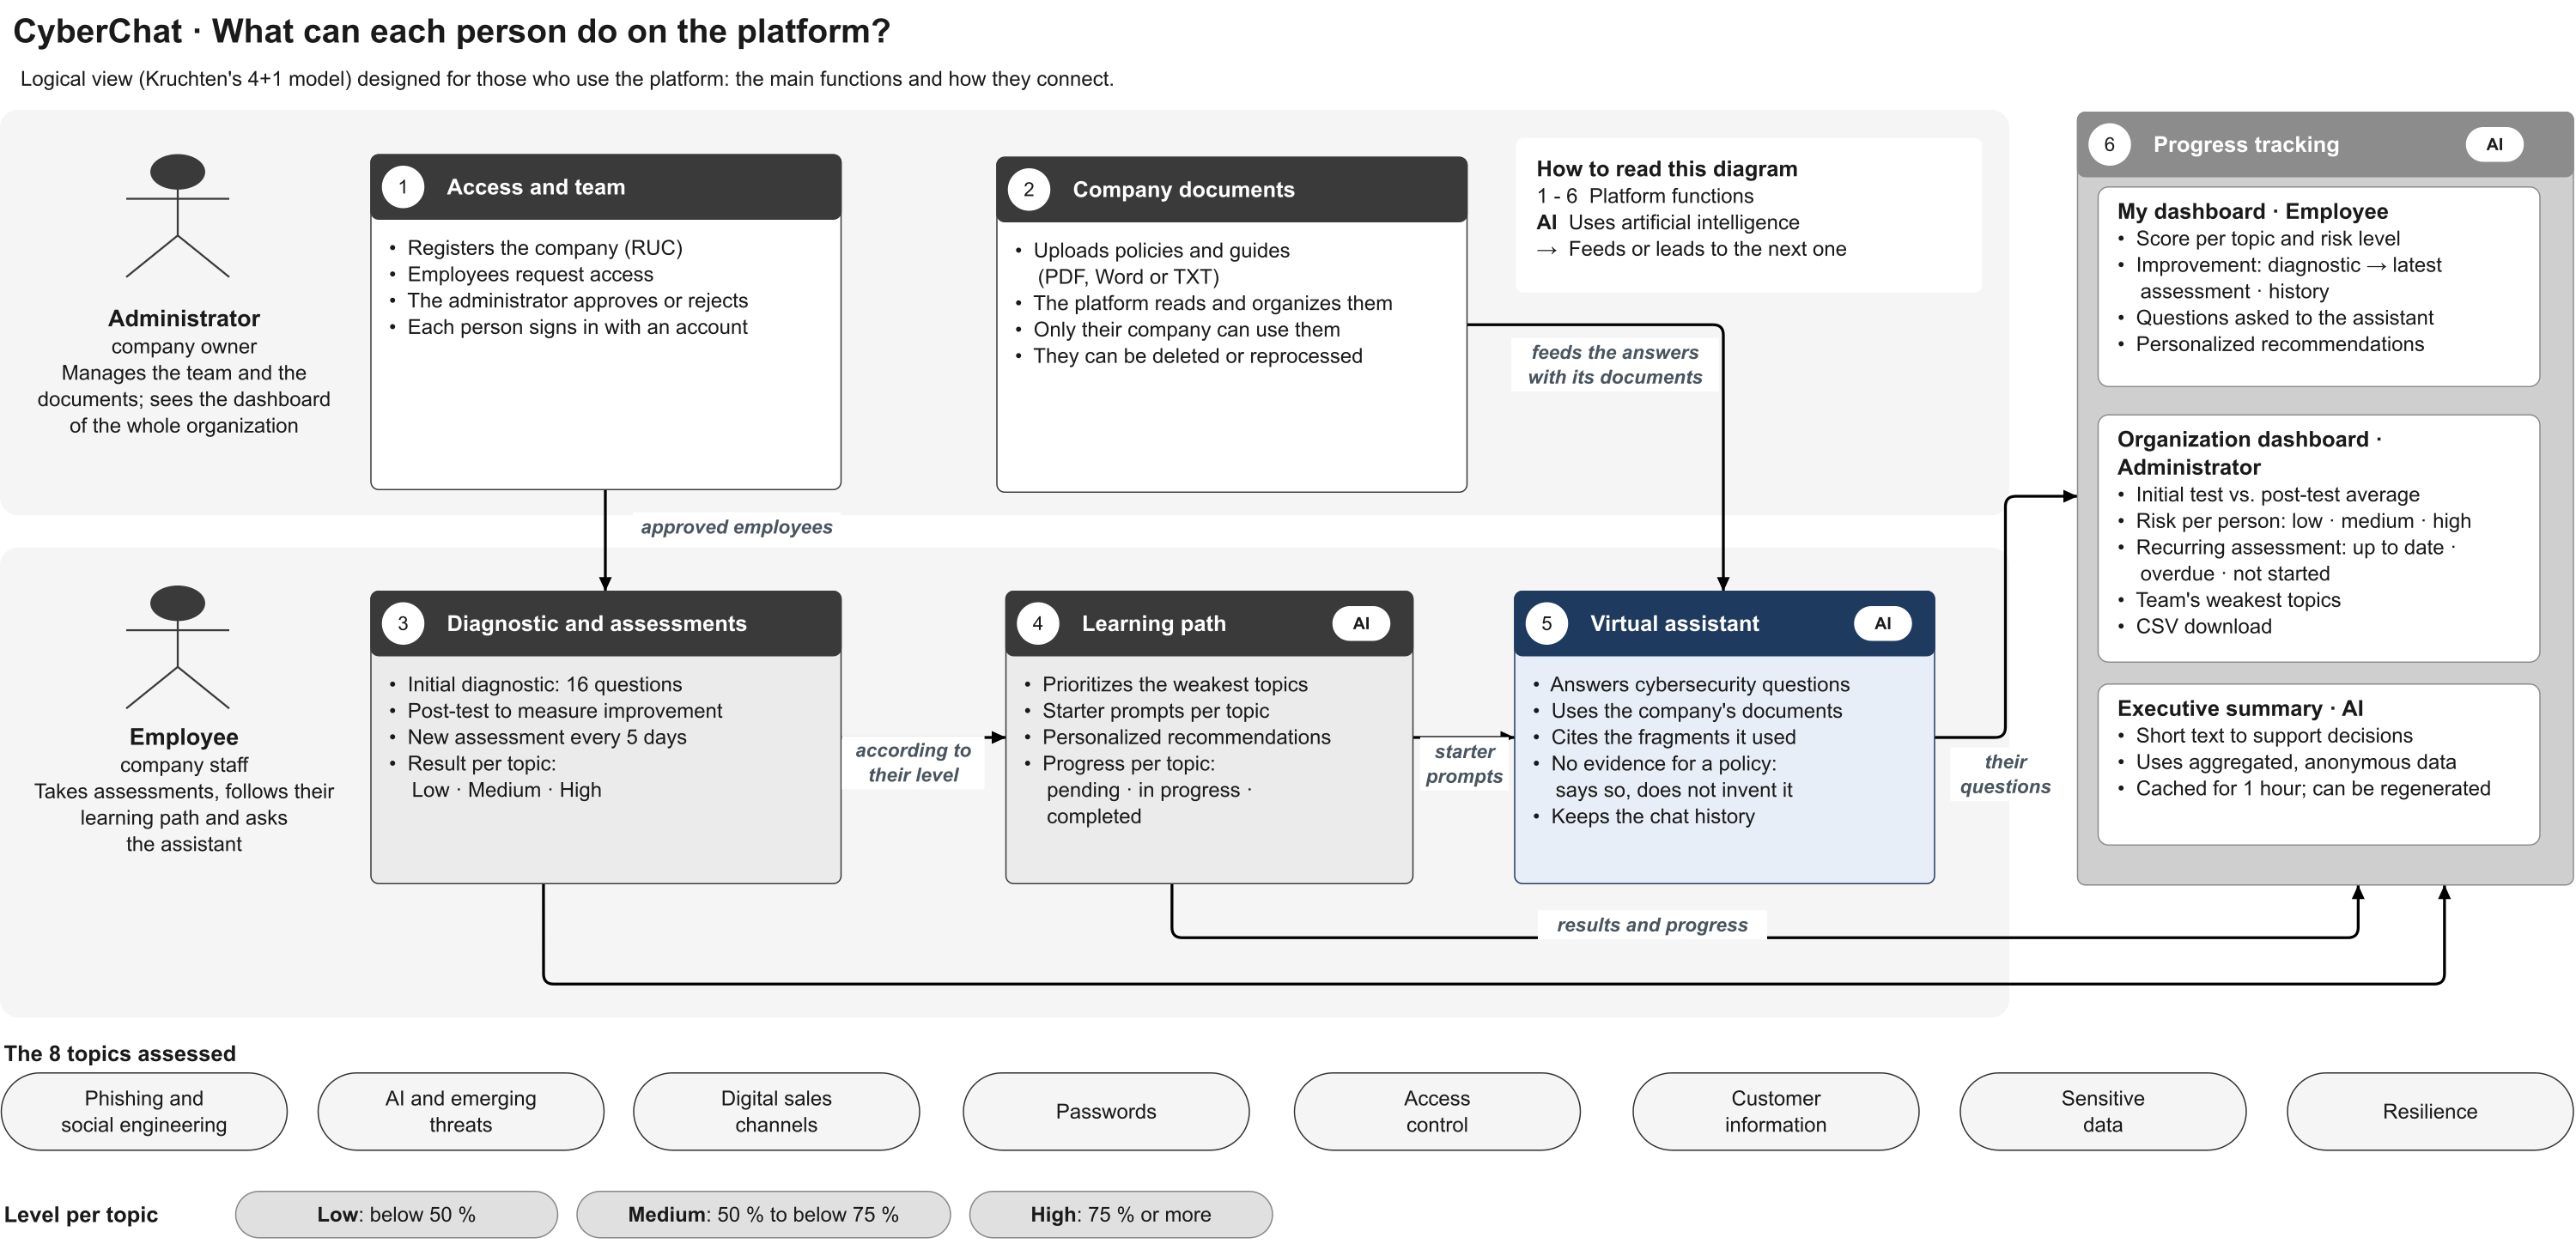 CyberChat · What can each person do on the platform?
Logical view (Kruchten's 4+1 model) designed for those who use the platform: the main functions and how they connect.
Administrator
company owner
Manages the team and the
documents; sees the dashboard
of the whole organization
1 Access and team
• Registers the company (RUC)
• Employees request access
• The administrator approves or rejects
• Each person signs in with an account
2 Company documents
• Uploads policies and guides
(PDF, Word or TXT)
• The platform reads and organizes them
• Only their company can use them
• They can be deleted or reprocessed
How to read this diagram
1 - 6 Platform functions
AI Uses artificial intelligence
→ Feeds or leads to the next one
feeds the answers
with its documents
approved employees
Employee
company staff
Takes assessments, follows their
learning path and asks
the assistant
3 Diagnostic and assessments
• Initial diagnostic: 16 questions
• Post-test to measure improvement
• New assessment every 5 days
• Result per topic:
Low · Medium · High
according to
their level
4 Learning path AI
• Prioritizes the weakest topics
• Starter prompts per topic
• Personalized recommendations
• Progress per topic:
pending · in progress ·
completed
starter
prompts
5 Virtual assistant AI
• Answers cybersecurity questions
• Uses the company's documents
• Cites the fragments it used
• No evidence for a policy:
says so, does not invent it
• Keeps the chat history
their
questions
results and progress
6 Progress tracking AI
My dashboard · Employee
• Score per topic and risk level
• Improvement: diagnostic → latest
assessment · history
• Questions asked to the assistant
• Personalized recommendations
Organization dashboard ·
Administrator
• Initial test vs. post-test average
• Risk per person: low · medium · high
• Recurring assessment: up to date ·
overdue · not started
• Team's weakest topics
• CSV download
Executive summary · AI
• Short text to support decisions
• Uses aggregated, anonymous data
• Cached for 1 hour; can be regenerated
The 8 topics assessed
Phishing and
social engineering
AI and emerging
threats
Digital sales
channels
Passwords
Access
control
Customer
information
Sensitive
data
Resilience
Level per topic
Low: below 50 %
Medium: 50 % to below 75 %
High: 75 % or more